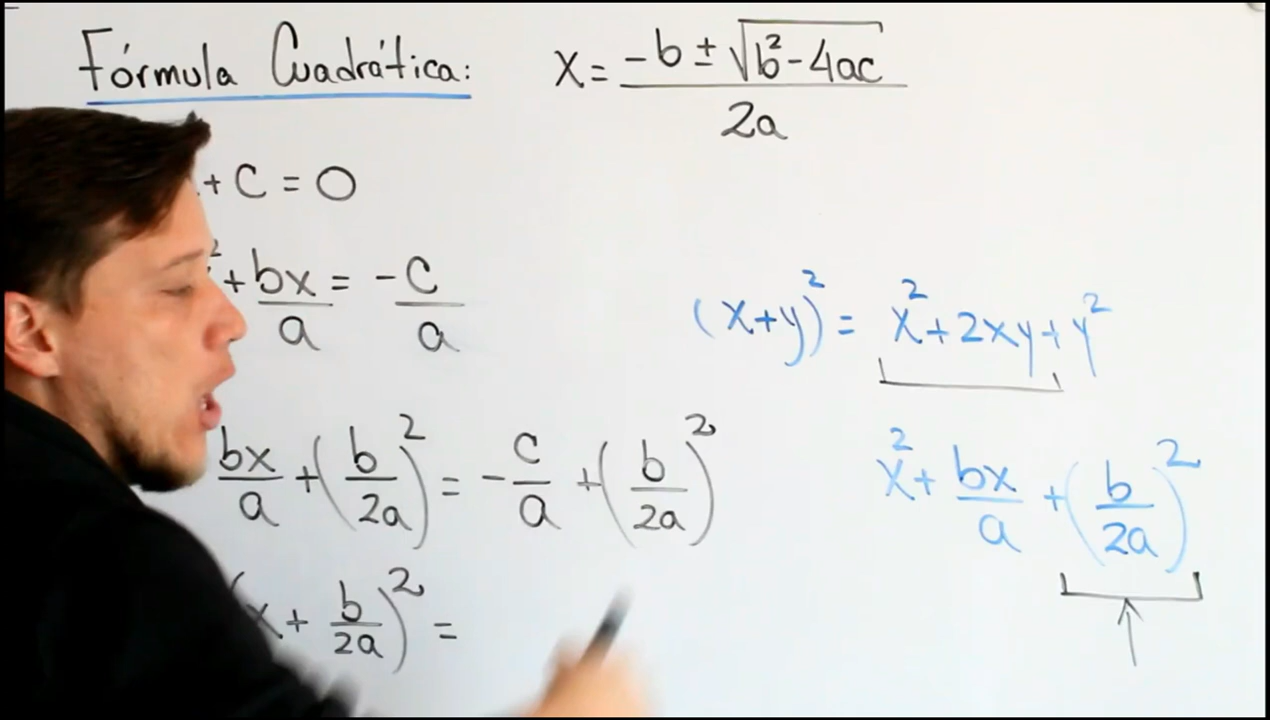 Fórmula Cuadrática: x = -b ± √(b² - 4ac) / 2a
+ c = 0
² + bx/a = -c/a
(x+y)² = x² + 2xy + y²
bx/a + (b/2a)² = -c/a + (b/2a)²
x² + bx/a + (b/2a)²
(x + b/2a)² =